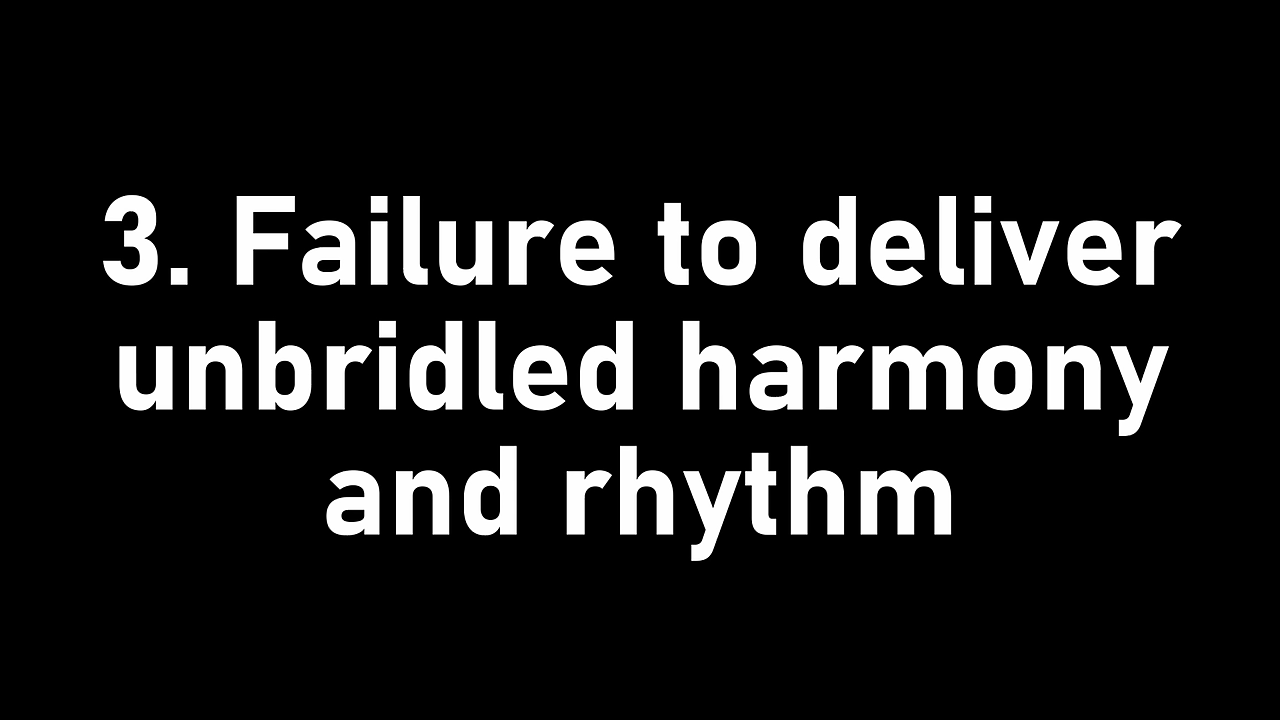 3. Failure to deliver
unbridled harmony
and rhythm